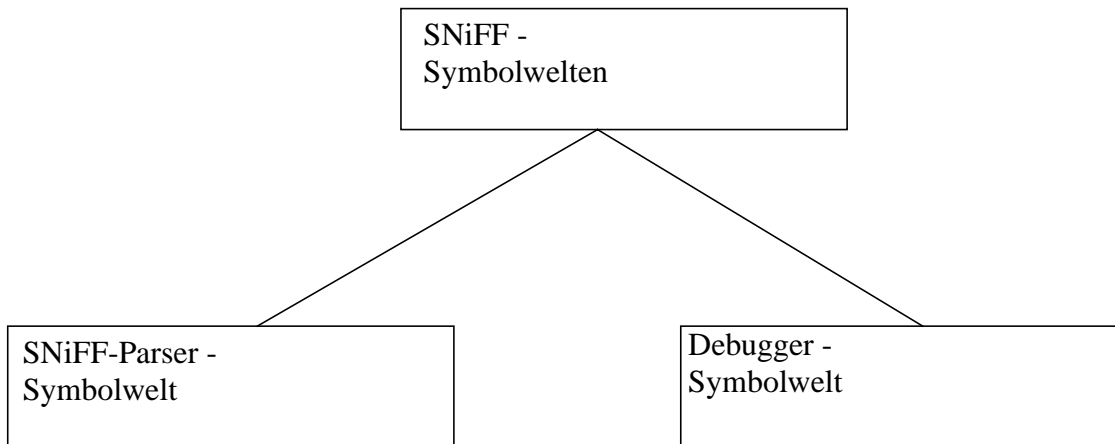 SNiFF -
Symbolwelten
SNiFF-Parser -
Symbolwelt
Debugger -
Symbolwelt